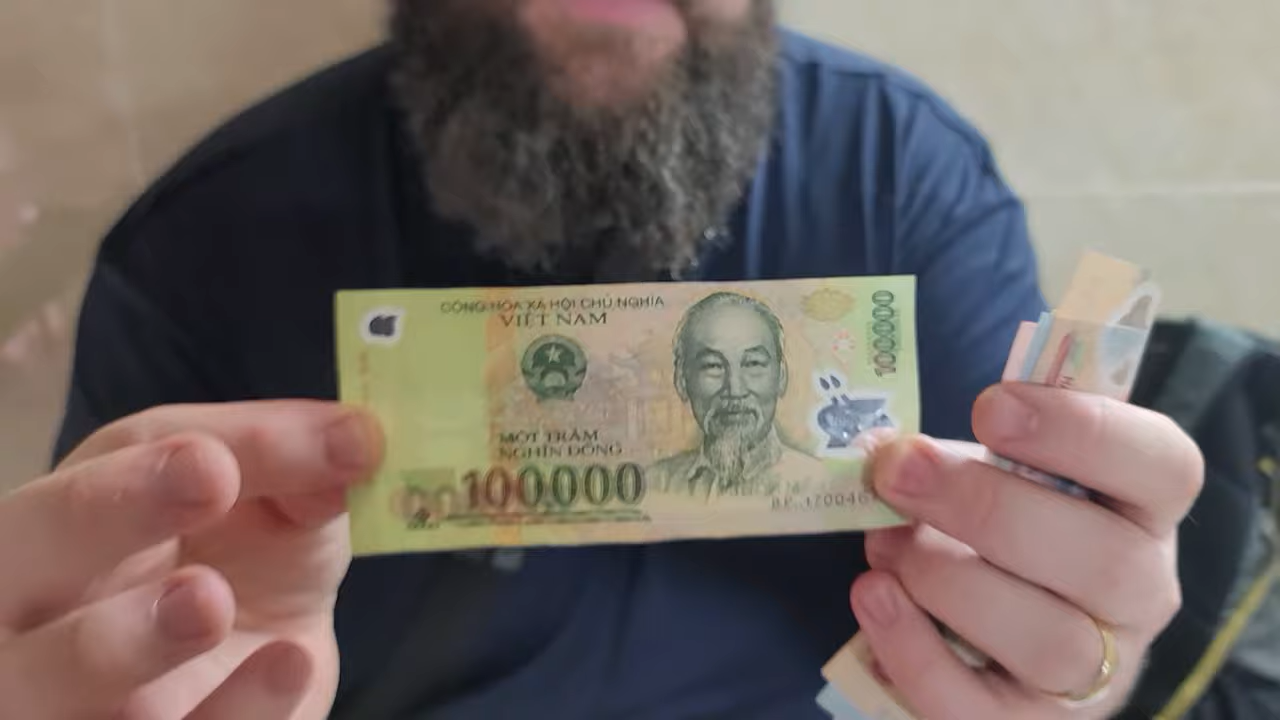 CỘNG HÒA XÃ HỘI CHỦ NGHĨA
VIỆT NAM
100000
MỘT TRĂM
NGHÌN ĐỒNG
100000